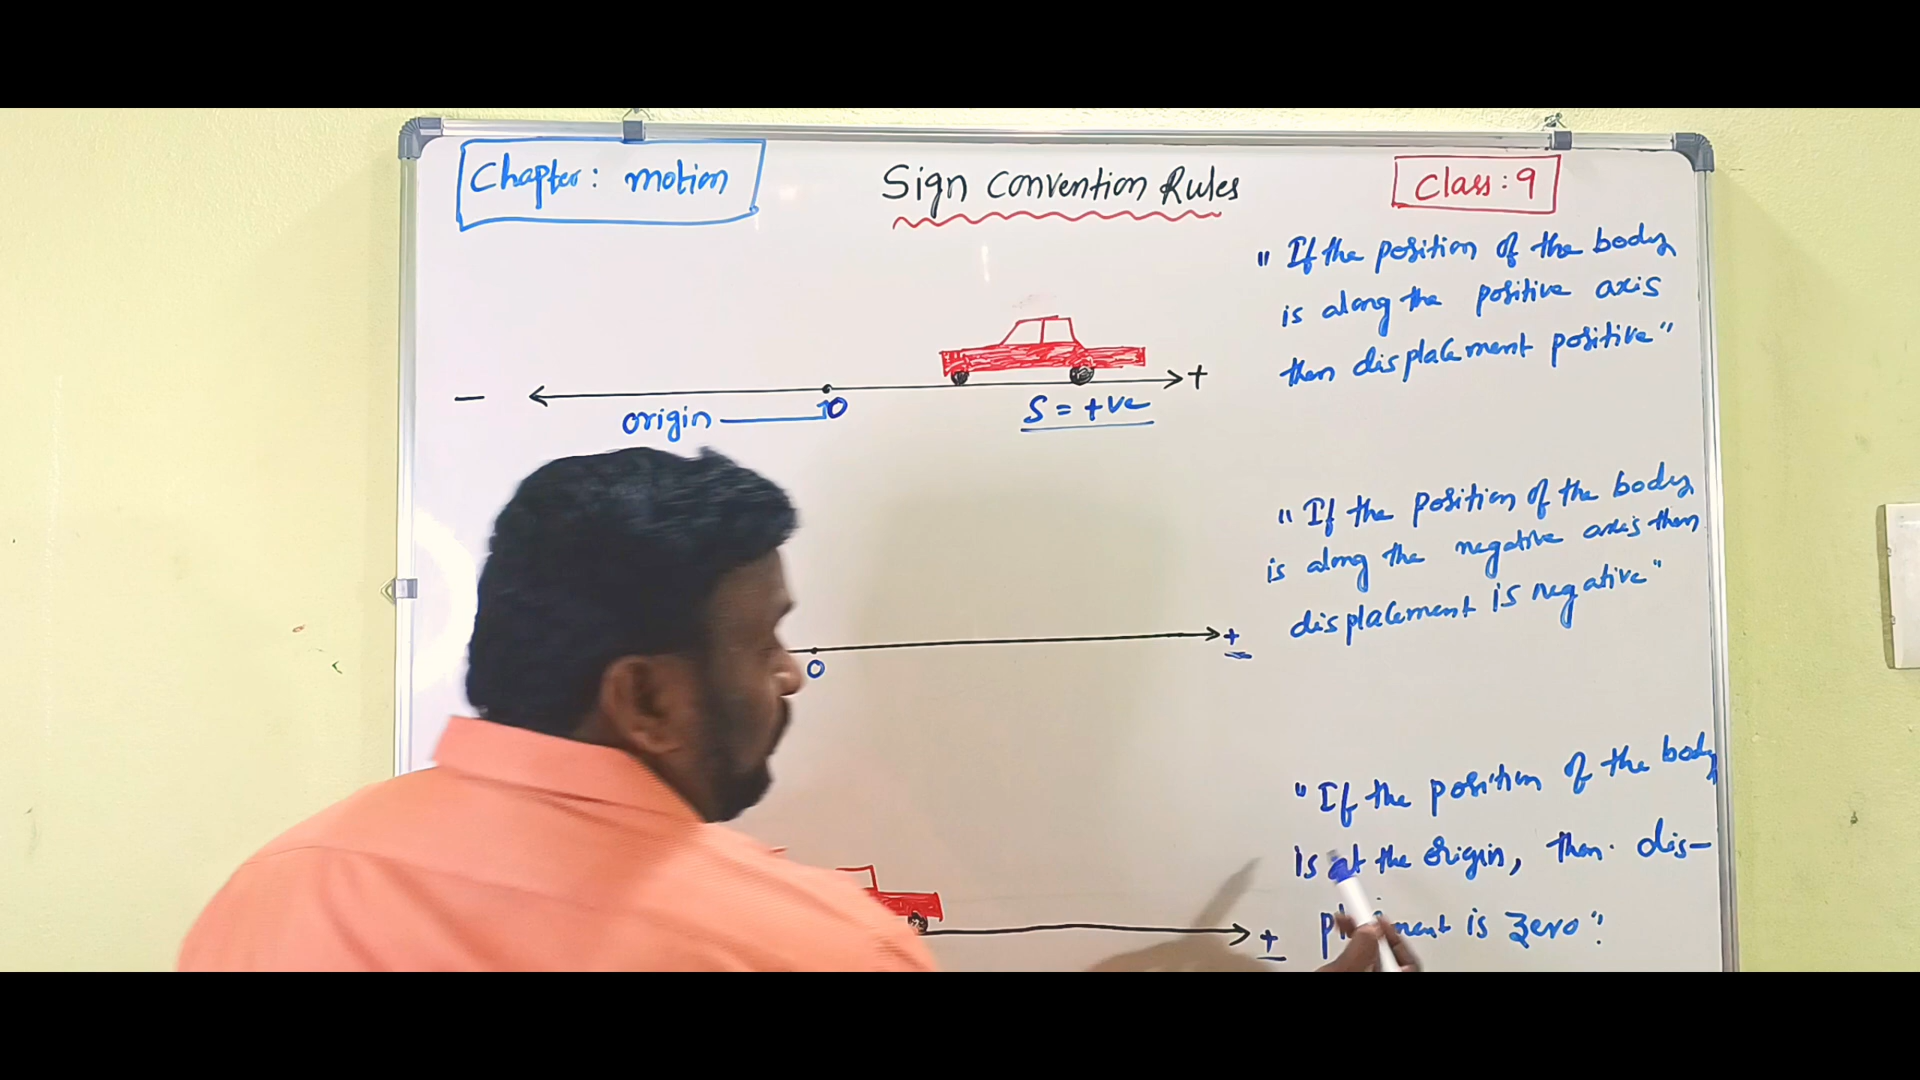 Chapter: motion
Sign Convention Rules
Class: 9
"If the position of the body
is along the positive axis
then displacement positive"
- +
origin 0
S = +ve
"If the position of the body
is along the negative axis then
displacement is negative"
+
0
"If the position of the body
is at the origin, then dis-
is zero"
+